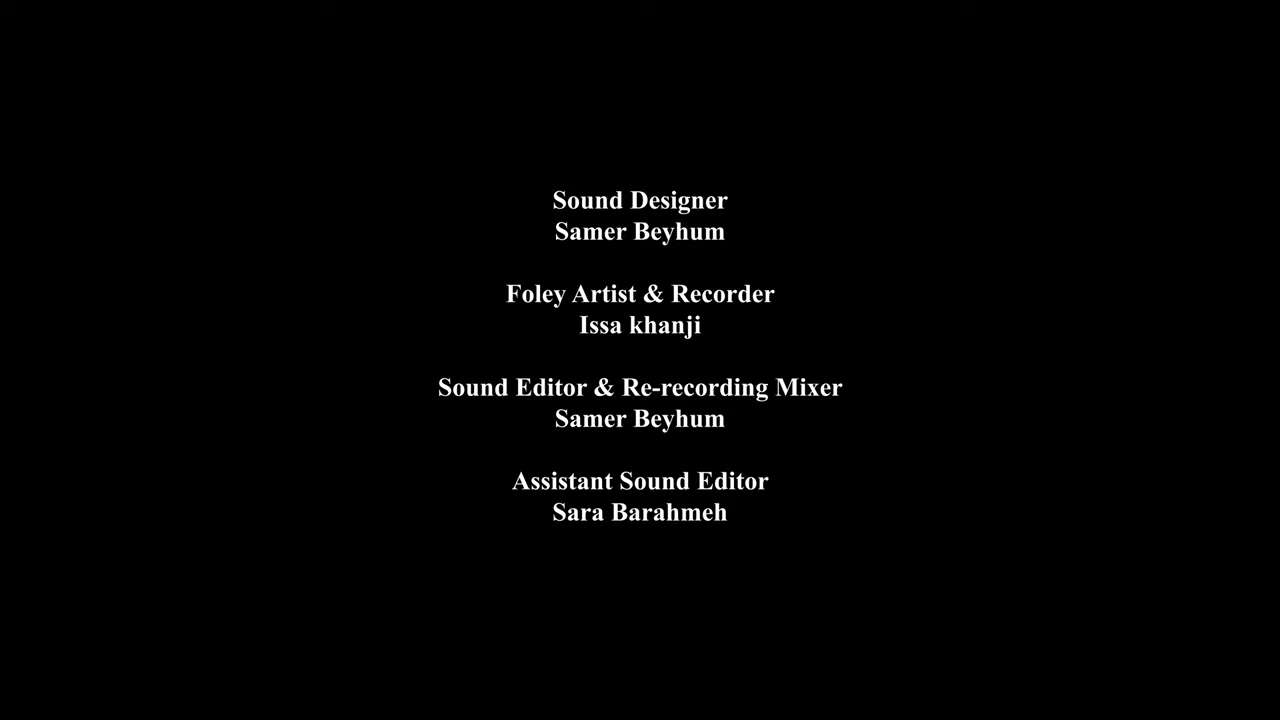 Sound Designer
Samer Beyhum
Foley Artist & Recorder
Issa khanji
Sound Editor & Re-recording Mixer
Samer Beyhum
Assistant Sound Editor
Sara Barahmeh